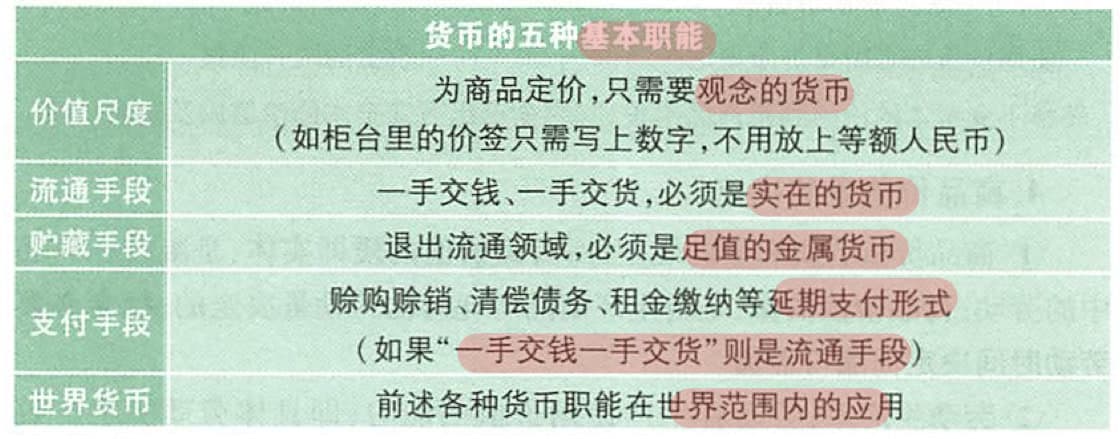 货币的五种基本职能
价值尺度
为商品定价,只需要观念的货币
(如柜台里的价签只需写上数字,不用放上等额人民币)
流通手段
一手交钱、一手交货,必须是实在的货币
贮藏手段
退出流通领域,必须是足值的金属货币
支付手段
赊购赊销、清偿债务、租金缴纳等延期支付形式
(如果“一手交钱一手交货”则是流通手段)
世界货币
前述各种货币职能在世界范围内的应用